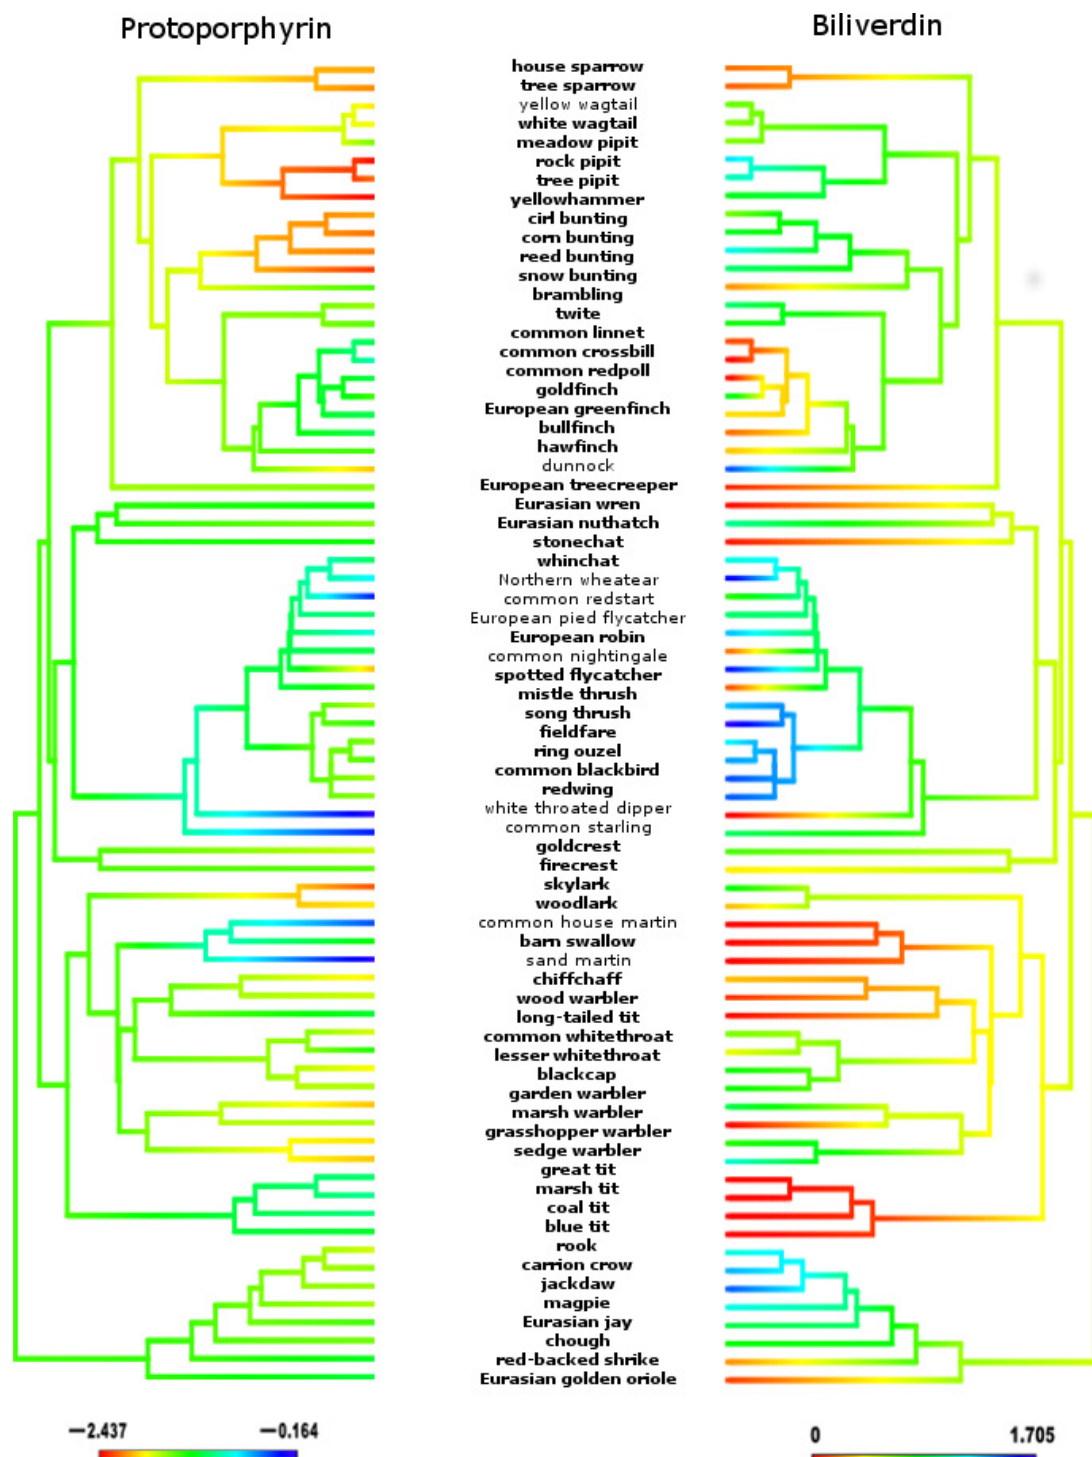 Protoporphyrin
Biliverdin
house sparrow
tree sparrow
yellow wagtail
white wagtail
meadow pipit
rock pipit
tree pipit
yellowhammer
cirl bunting
corn bunting
reed bunting
snow bunting
brambling
twite
common linnet
common crossbill
common redpoll
goldfinch
European greenfinch
bullfinch
hawfinch
dunnock
European treecreeper
Eurasian wren
Eurasian nuthatch
stonechat
whinchat
Northern wheatear
common redstart
European pied flycatcher
European robin
common nightingale
spotted flycatcher
mistle thrush
song thrush
fieldfare
ring ouzel
common blackbird
redwing
white throated dipper
common starling
goldcrest
firecrest
skylark
woodlark
common house martin
barn swallow
sand martin
chiffchaff
wood warbler
long-tailed tit
common whitethroat
lesser whitethroat
blackcap
garden warbler
marsh warbler
grasshopper warbler
sedge warbler
great tit
marsh tit
coal tit
blue tit
rook
carrion crow
jackdaw
magpie
Eurasian jay
chough
red-backed shrike
Eurasian golden oriole
−2.437 −0.164
0 1.705